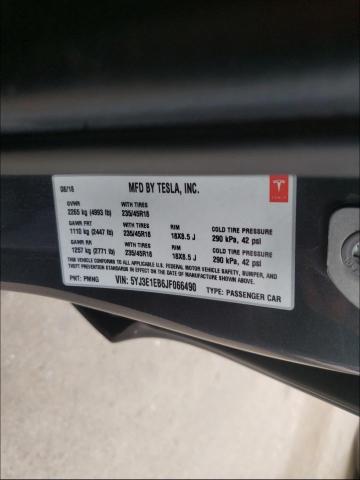 08/18 MFD BY TESLA, INC.
GVWR WITH TIRES
2265 kg (4993 lb) 235/45R18
GAWR FRT WITH TIRES RIM COLD TIRE PRESSURE
1110 kg (2447 lb) 235/45R18 18X8.5 J 290 kPa, 42 psi
GAWR RR WITH TIRES RIM COLD TIRE PRESSURE
1257 kg (2771 lb) 235/45R18 18X8.5 J 290 kPa, 42 psi
THIS VEHICLE CONFORMS TO ALL APPLICABLE U.S. FEDERAL MOTOR VEHICLE SAFETY, BUMPER, AND
THEFT PREVENTION STANDARDS IN EFFECT ON THE DATE OF MANUFACTURE SHOWN ABOVE.
PNT: PMNG VIN: 5YJ3E1EB6JF066490 TYPE: PASSENGER CAR
TESLA